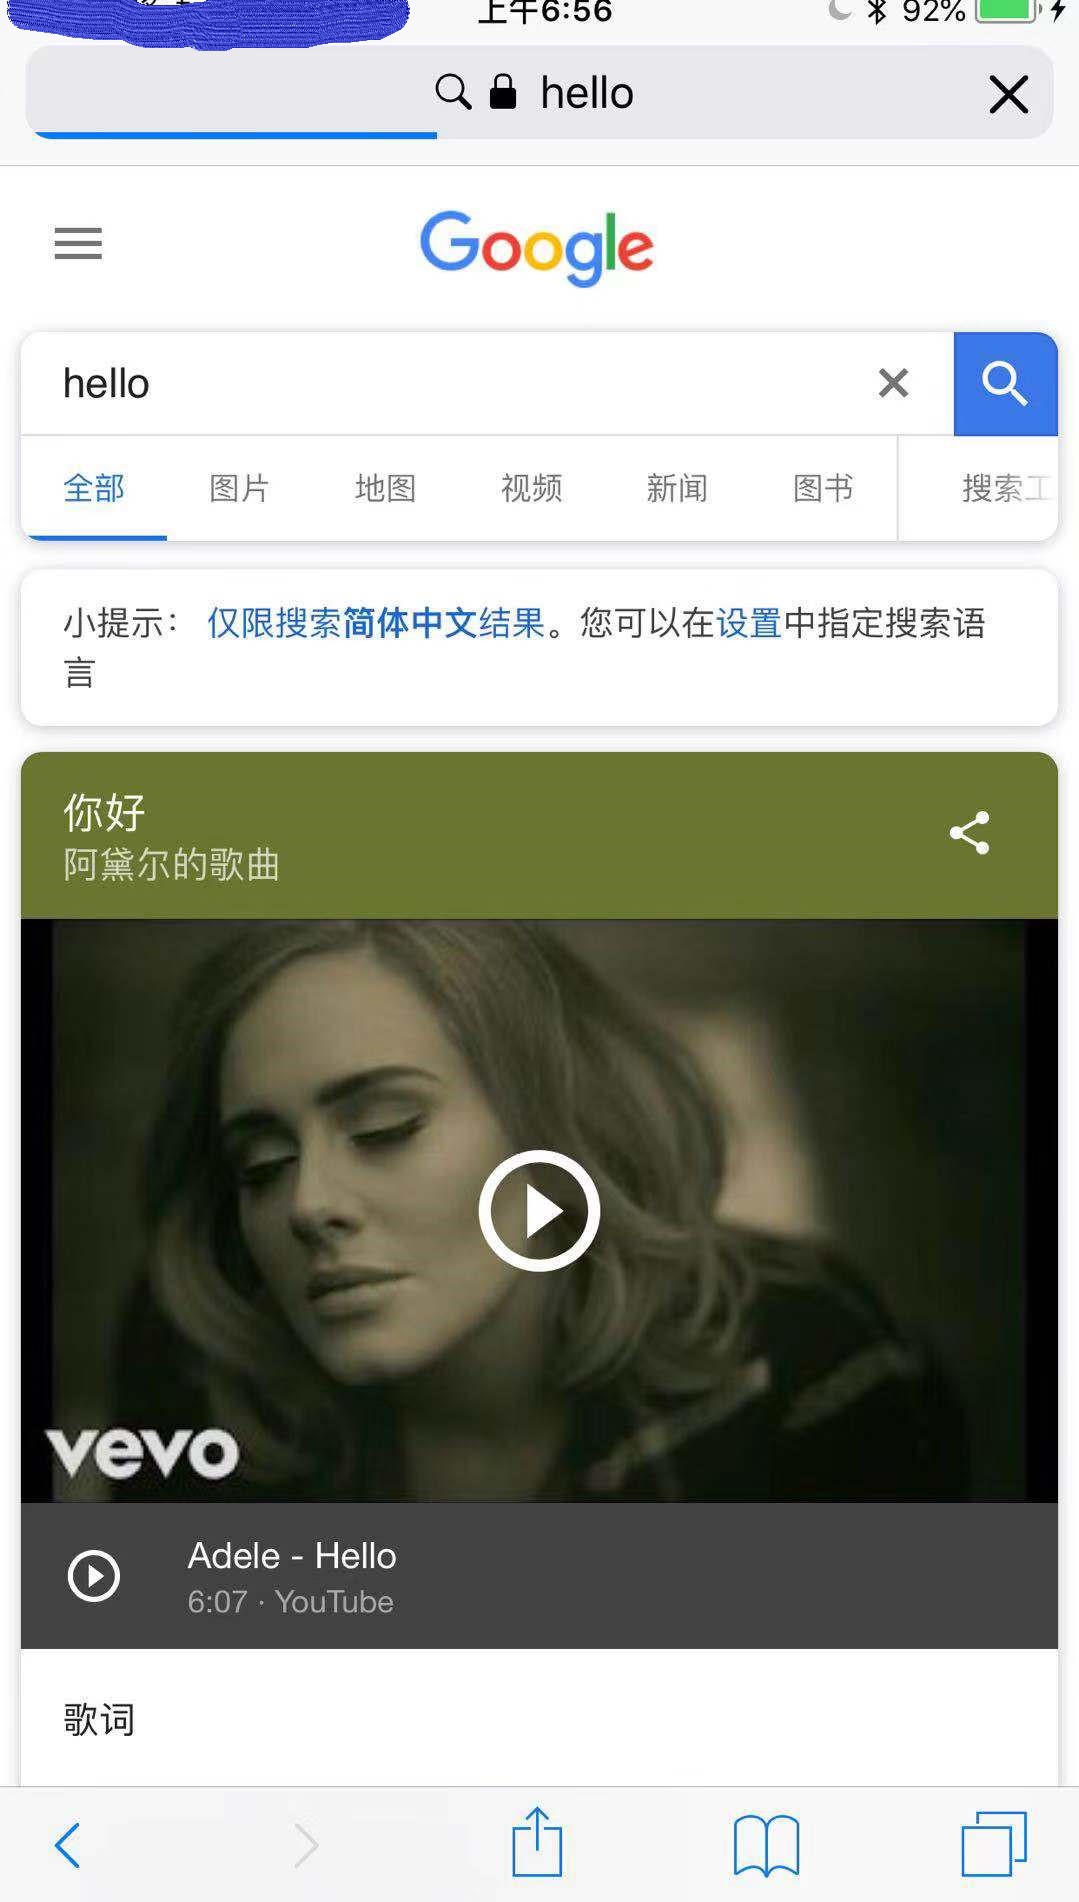 上午6:56
92%
hello
Google
hello
全部 图片 地图 视频 新闻 图书 搜索工
小提示： 仅限搜索简体中文结果。您可以在设置中指定搜索语
言
你好
阿黛尔的歌曲
vevo
Adele - Hello
6:07 · YouTube
歌词